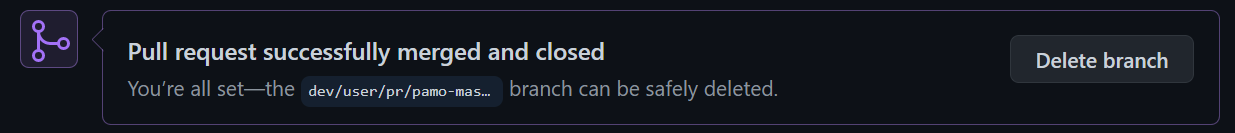 Pull request successfully merged and closed
You're all set—the dev/user/pr/pamo-mas… branch can be safely deleted.
Delete branch